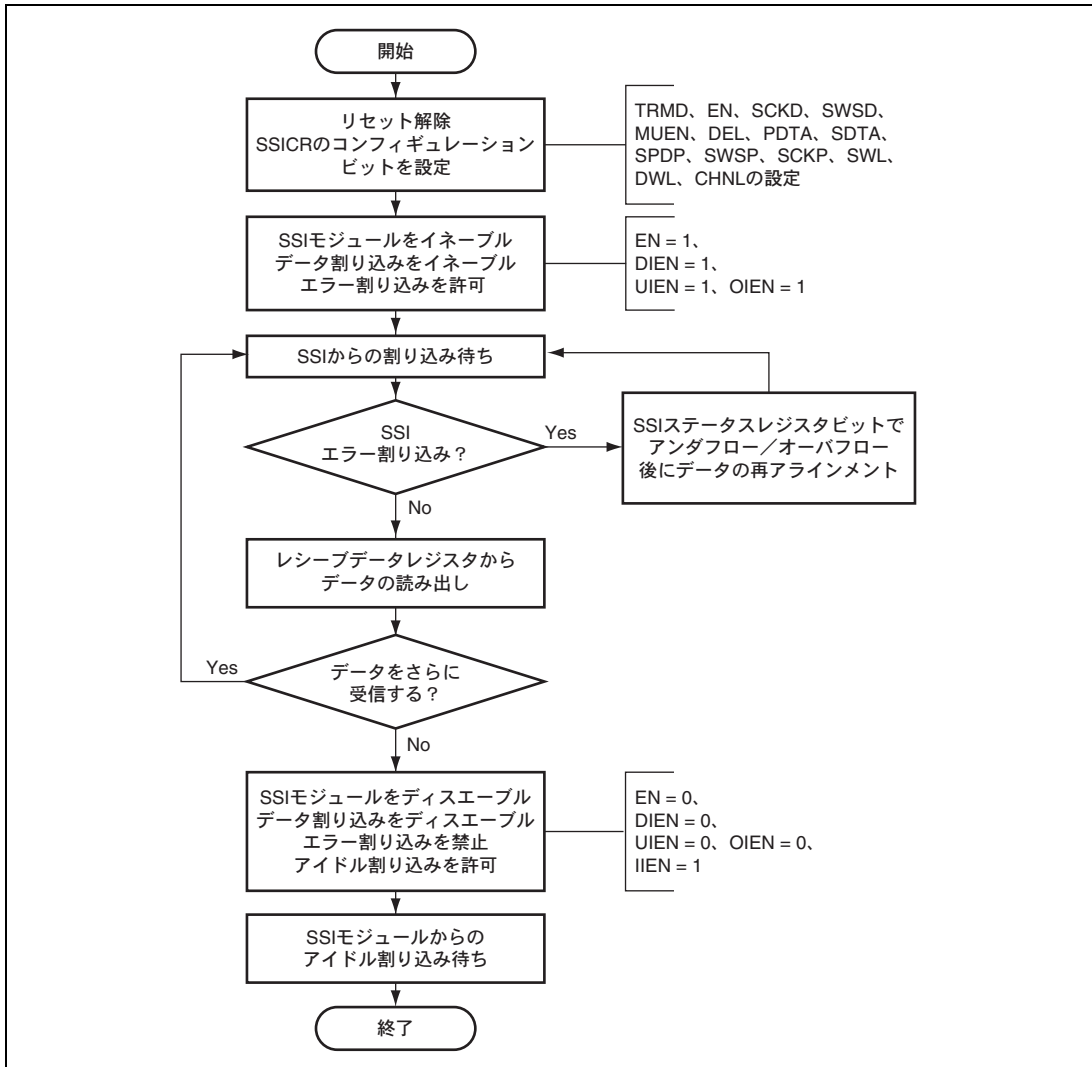 開始
リセット解除
SSICRのコンフィギュレーション
ビットを設定
TRMD、EN、SCKD、SWSD、
MUEN、DEL、PDTA、SDTA、
SPDP、SWSP、SCKP、SWL、
DWL、CHNLの設定
SSIモジュールをイネーブル
データ割り込みをイネーブル
エラー割り込みを許可
EN = 1、
DIEN = 1、
UIEN = 1、OIEN = 1
SSIからの割り込み待ち
SSI
エラー割り込み？
Yes
SSIステータスレジスタビットで
アンダフロー／オーバフロー
後にデータの再アラインメント
No
レシーブデータレジスタから
データの読み出し
Yes
データをさらに
受信する？
No
SSIモジュールをディスエーブル
データ割り込みをディスエーブル
エラー割り込みを禁止
アイドル割り込みを許可
EN = 0、
DIEN = 0、
UIEN = 0、OIEN = 0、
IIEN = 1
SSIモジュールからの
アイドル割り込み待ち
終了